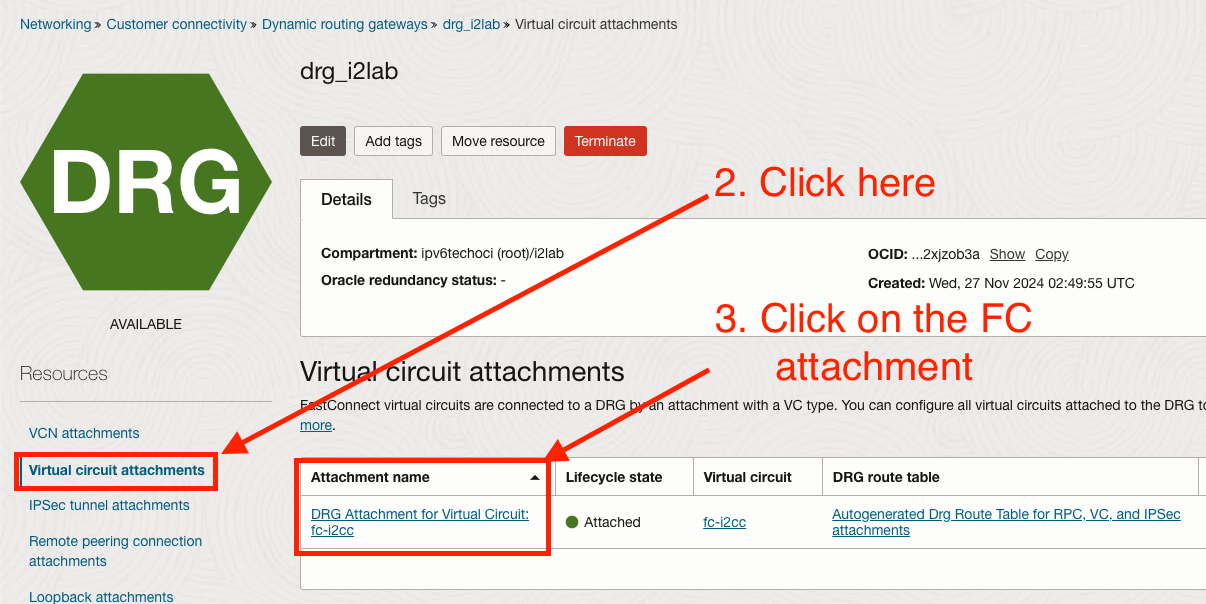 Networking » Customer connectivity » Dynamic routing gateways » drg_i2lab » Virtual circuit attachments
DRG
AVAILABLE
drg_i2lab
Edit Add tags Move resource Terminate
2. Click here
Details Tags
Compartment: ipv6techoci (root)/i2lab
Oracle redundancy status: -
OCID: ...2xjzob3a Show Copy
Created: Wed, 27 Nov 2024 02:49:55 UTC
3. Click on the FC
attachment
Resources
VCN attachments
Virtual circuit attachments
IPSec tunnel attachments
Remote peering connection
attachments
Loopback attachments
Virtual circuit attachments
FastConnect virtual circuits are connected to a DRG by an attachment with a VC type. You can configure all virtual circuits attached to the DRG to
more.
Attachment name Lifecycle state Virtual circuit DRG route table
DRG Attachment for Virtual Circuit:
fc-i2cc
Attached
fc-i2cc
Autogenerated Drg Route Table for RPC, VC, and IPSec
attachments